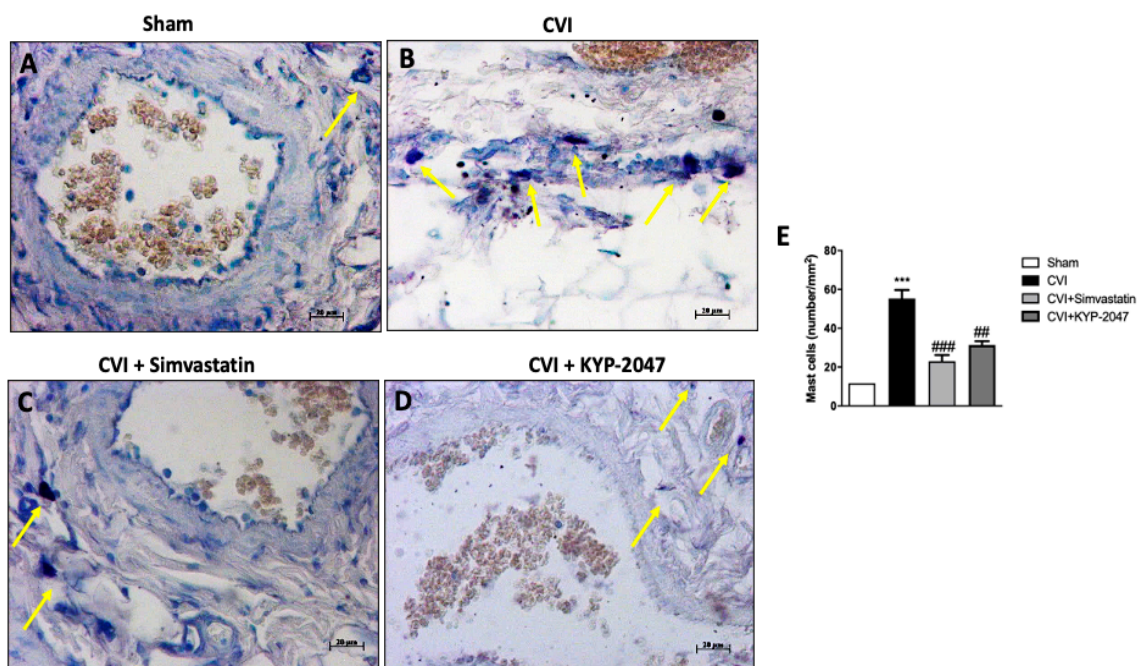 Sham
CVI
A
B
20 µm
20 µm
CVI + Simvastatin
CVI + KYP-2047
C
D
20 µm
20 µm
E
Mast cells (number/mm²)
80
60
40
20
0
***
###
##
Sham
CVI
CVI+Simvastatin
CVI+KYP-2047